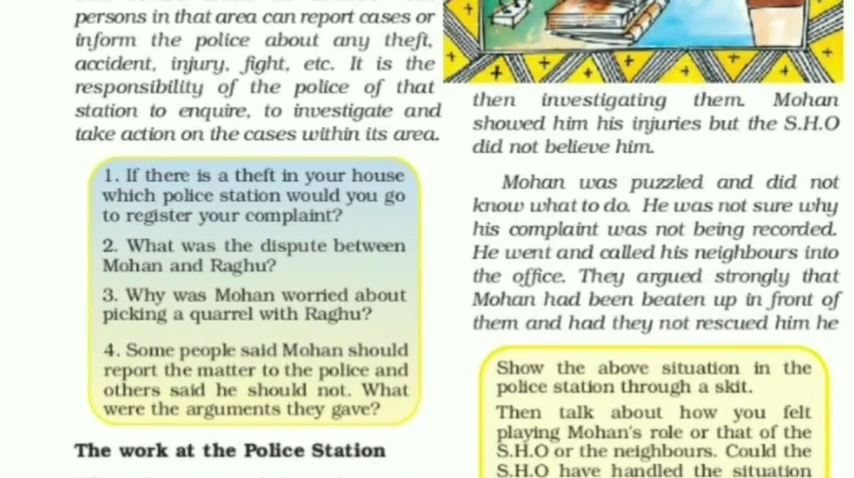 persons in that area can report cases or
inform the police about any theft,
accident, injury, fight, etc. It is the
responsibility of the police of that
station to enquire, to investigate and
take action on the cases within its area.
1. If there is a theft in your house
which police station would you go
to register your complaint?
2. What was the dispute between
Mohan and Raghu?
3. Why was Mohan worried about
picking a quarrel with Raghu?
4. Some people said Mohan should
report the matter to the police and
others said he should not. What
were the arguments they gave?
The work at the Police Station
then investigating them. Mohan
showed him his injuries but the S.H.O
did not believe him.
Mohan was puzzled and did not
know what to do. He was not sure why
his complaint was not being recorded.
He went and called his neighbours into
the office. They argued strongly that
Mohan had been beaten up in front of
them and had they not rescued him he
Show the above situation in the
police station through a skit.
Then talk about how you felt
playing Mohan's role or that of the
S.H.O or the neighbours. Could the
S.H.O have handled the situation